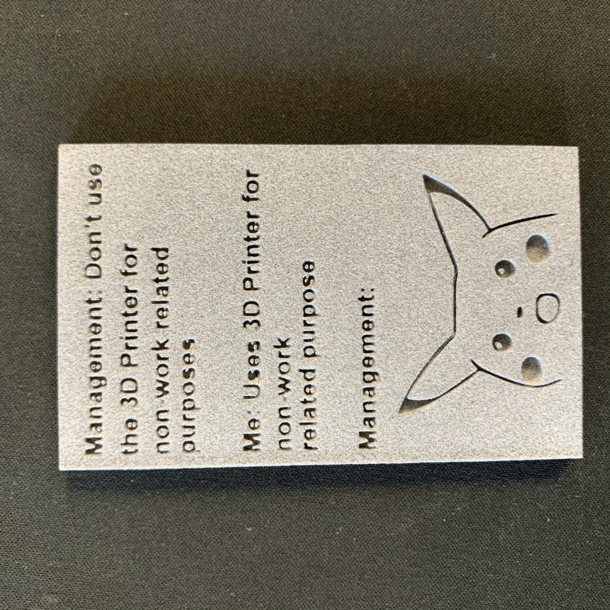 Management: Don't use
the 3D Printer for
non-work related
purposes
Me: Uses 3D Printer for
non-work
related purpose
Management: